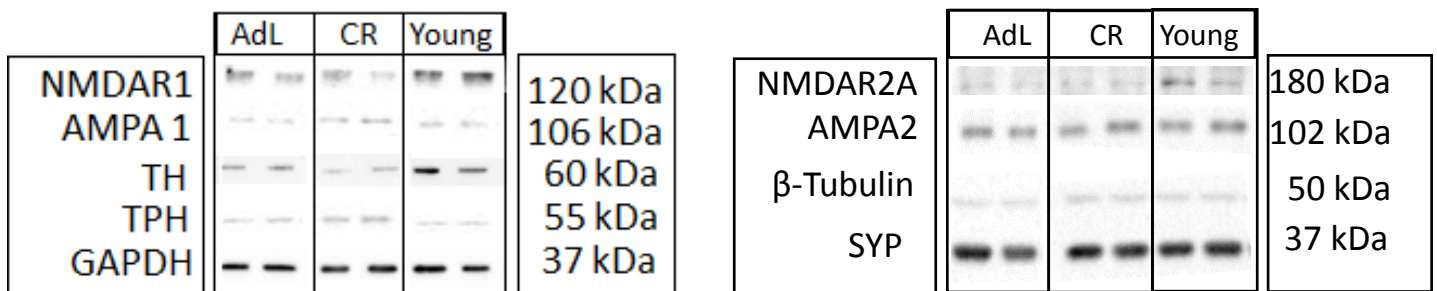 AdL CR Young
NMDAR1 120 kDa
AMPA 1 106 kDa
TH 60 kDa
TPH 55 kDa
GAPDH 37 kDa
AdL CR Young
NMDAR2A 180 kDa
AMPA2 102 kDa
β-Tubulin 50 kDa
SYP 37 kDa